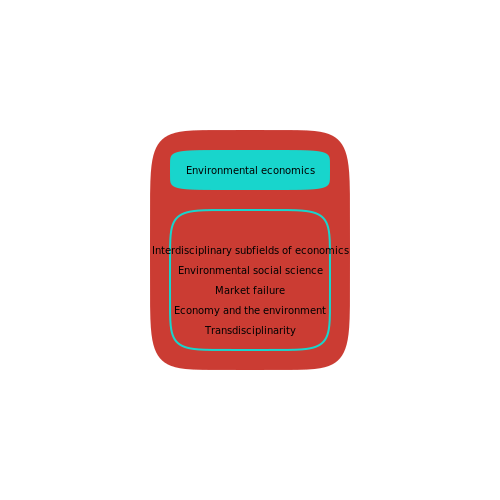 Environmental economics
Interdisciplinary subfields of economics
Environmental social science
Market failure
Economy and the environment
Transdisciplinarity